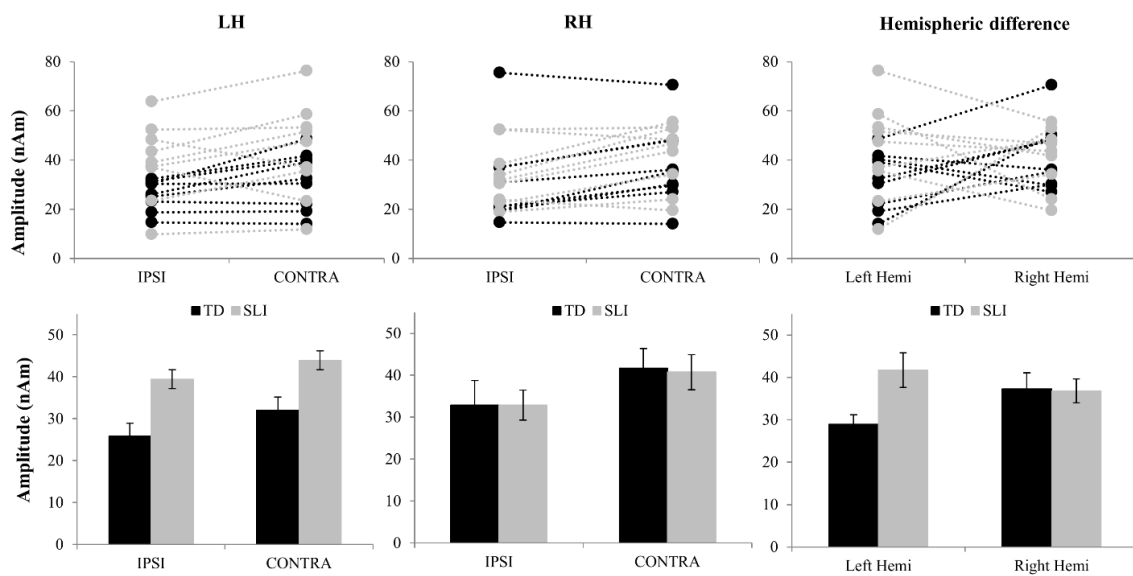 LH RH Hemispheric difference
Amplitude (nAm)
80 80 80
60 60 60
40 40 40
20 20 20
0 0 0
IPSI CONTRA IPSI CONTRA Left Hemi Right Hemi
TD SLI TD SLI TD SLI
Amplitude (nAm)
50 50 50
40 40 40
30 30 30
20 20 20
10 10 10
0 0 0
IPSI CONTRA IPSI CONTRA Left Hemi Right Hemi